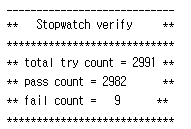 ----------------------------
**   Stopwatch verify    **
****************************
** total try count = 2991 **
** pass count = 2982      **
** fail count =   9      **
****************************